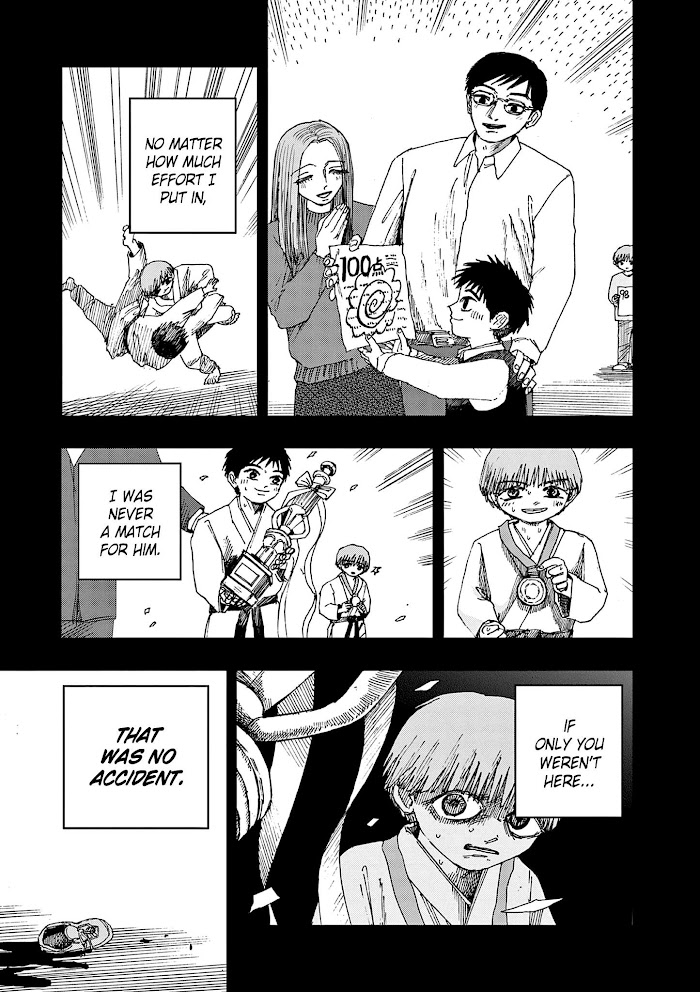 100点
98
NO MATTER
HOW MUCH
EFFORT I
PUT IN,
I WAS
NEVER
A MATCH
FOR HIM.
IF
ONLY YOU
WEREN'T
HERE...
THAT
WAS NO
ACCIDENT.